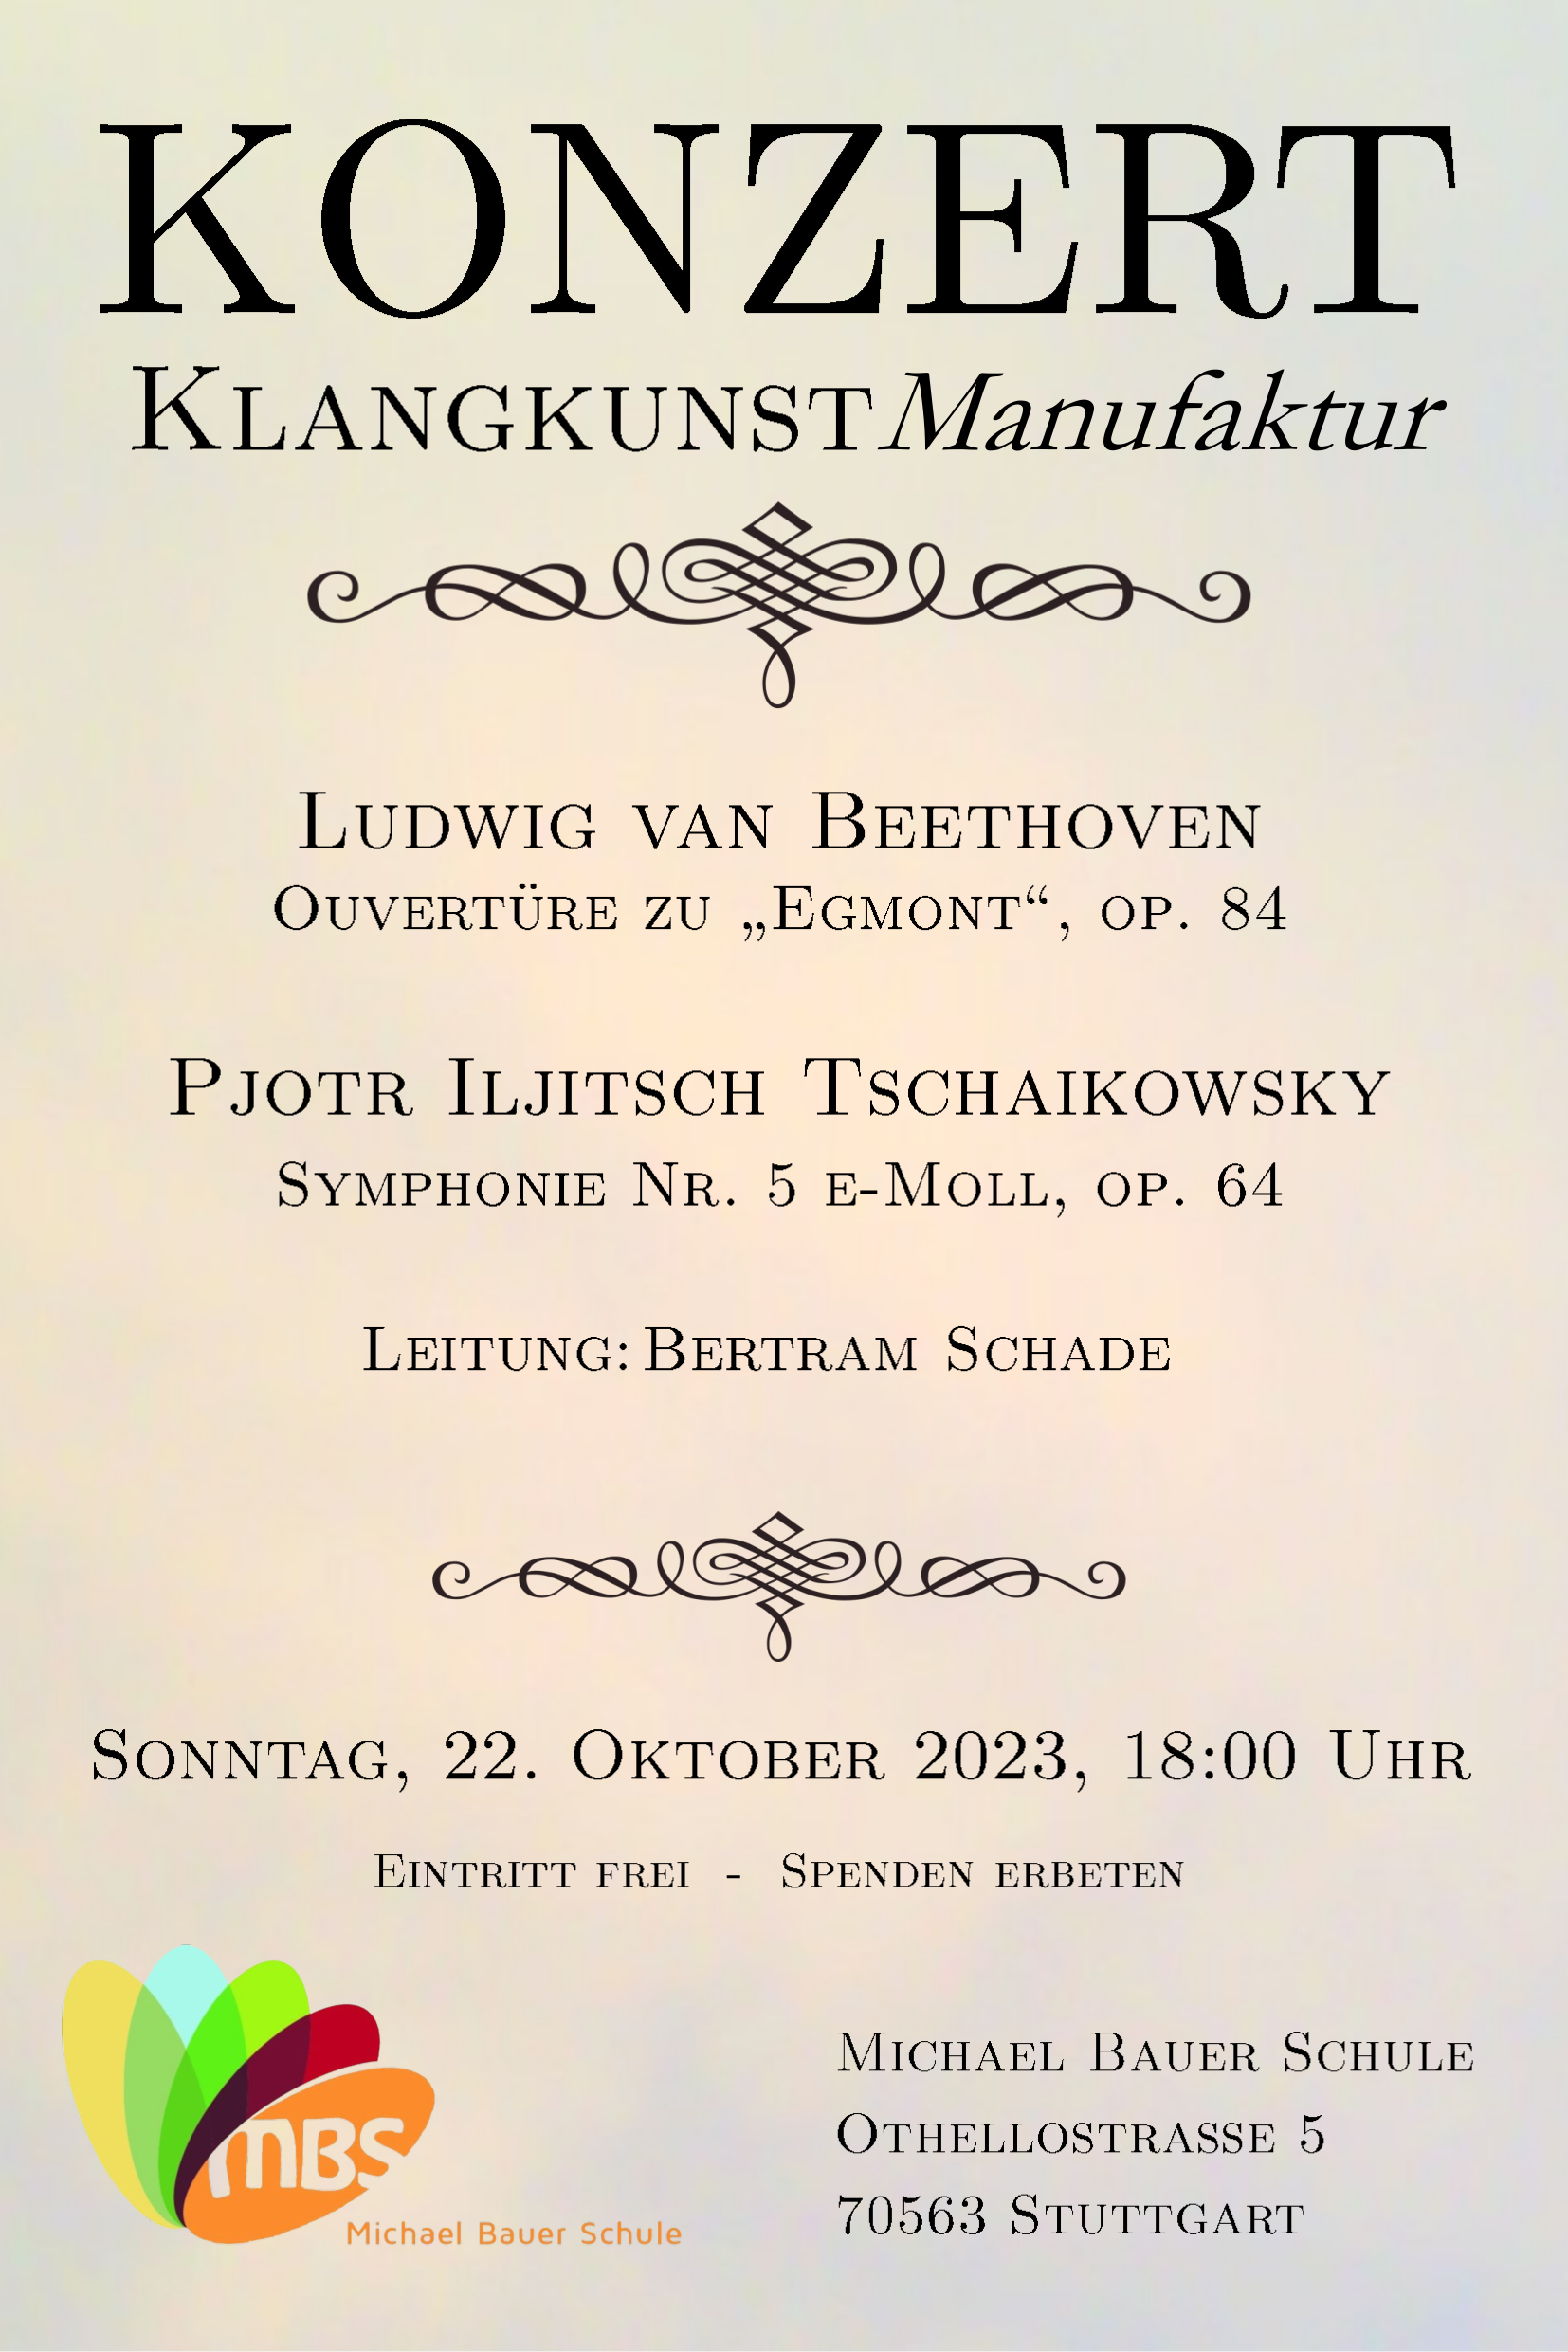 KONZERT
KLANGKUNSTManufaktur
LUDWIG VAN BEETHOVEN
OUVERTÜRE ZU „EGMONT“, OP. 84
PJOTR ILJITSCH TSCHAIKOWSKY
SYMPHONIE NR. 5 E-MOLL, OP. 64
LEITUNG: BERTRAM SCHADE
SONNTAG, 22. OKTOBER 2023, 18:00 UHR
EINTRITT FREI - SPENDEN ERBETEN
MBS
Michael Bauer Schule
MICHAEL BAUER SCHULE
OTHELLOSTRASSE 5
70563 STUTTGART